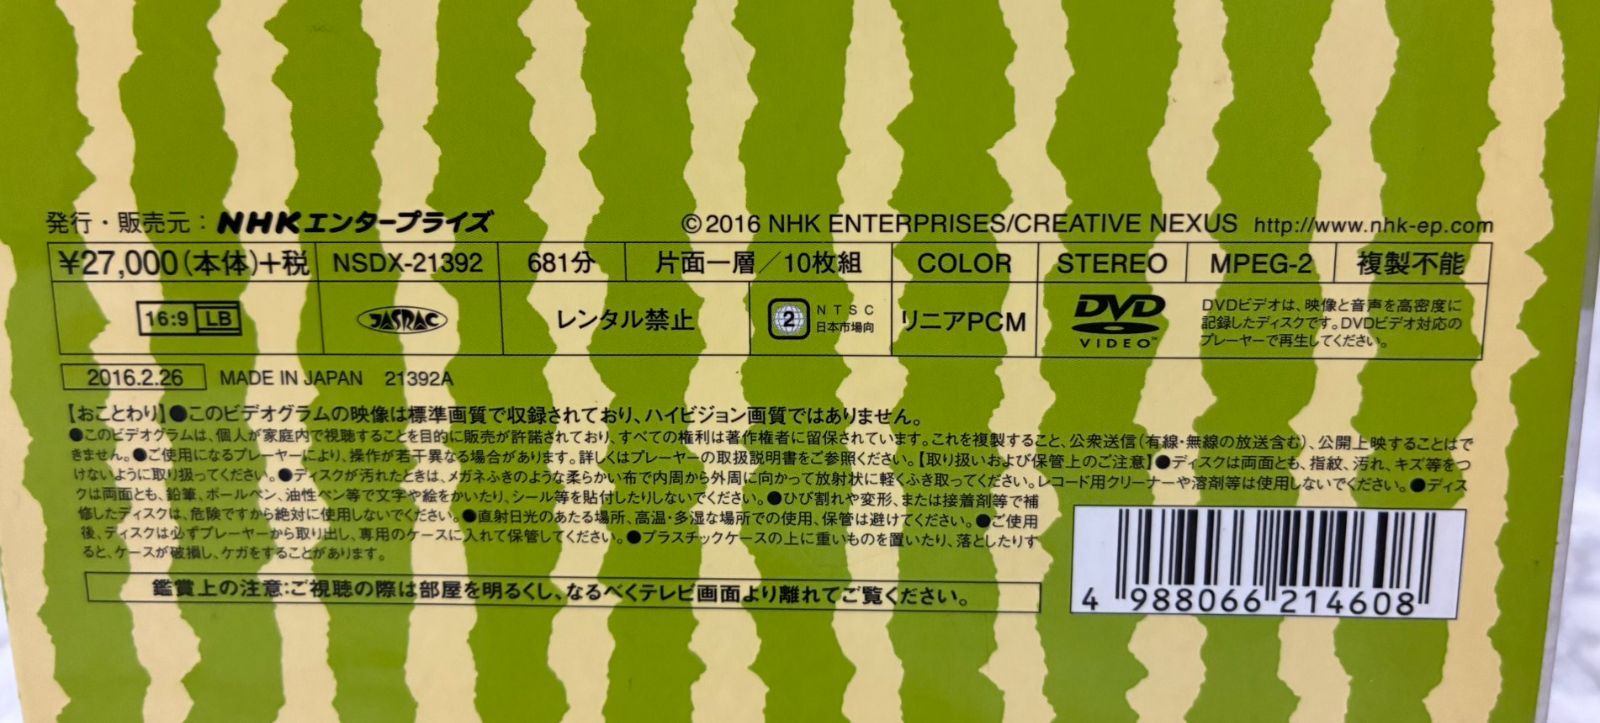 発行・販売元：NHKエンタープライズ ©2016 NHK ENTERPRISES/CREATIVE NEXUS http://www.nhk-ep.com
¥27,000(本体)+税 NSDX-21392 681分 片面一層／10枚組 COLOR STEREO MPEG-2 複製不能
16:9 LB JASRAC レンタル禁止 2 NTSC 日本市場向 リニアPCM DVD VIDEO™ DVDビデオは、映像と音声を高密度に
記録したディスクです。DVDビデオ対応の
プレーヤーで再生してください。
2016.2.26 MADE IN JAPAN 21392A
【おことわり】●このビデオグラムの映像は標準画質で収録されており、ハイビジョン画質ではありません。
●このビデオグラムは、個人が家庭内で視聴することを目的に販売が許諾されており、すべての権利は著作権者に留保されています。これを複製すること、公衆送信(有線・無線の放送含む)、公開上映することはで
きません。●ご使用になるプレーヤーにより、操作が若干異なる場合があります。詳しくはプレーヤーの取扱説明書をご参照ください。【取り扱いおよび保管上のご注意】●ディスクは両面とも、指紋、汚れ、キズ等をつ
けないように取り扱ってください。●ディスクが汚れたときは、メガネふきのような柔らかい布で内周から外周に向かって放射状に軽くふき取ってください。レコード用クリーナーや溶剤等は使用しないでください。●ディス
クは両面とも、鉛筆、ボールペン、油性ペン等で文字や絵をかいたり、シール等を貼付したりしないでください。●ひび割れや変形、または接着剤等で補
修したディスクは、危険ですから絶対に使用しないでください。●直射日光のあたる場所、高温・多湿な場所での使用、保管は避けてください。●ご使用
後、ディスクは必ずプレーヤーから取り出し、専用のケースに入れて保管してください。●プラスチックケースの上に重いものを置いたり、落としたりす
ると、ケースが破損し、ケガをすることがあります。
鑑賞上の注意：ご視聴の際は部屋を明るくし、なるべくテレビ画面より離れてご覧ください。
4 988066 214608